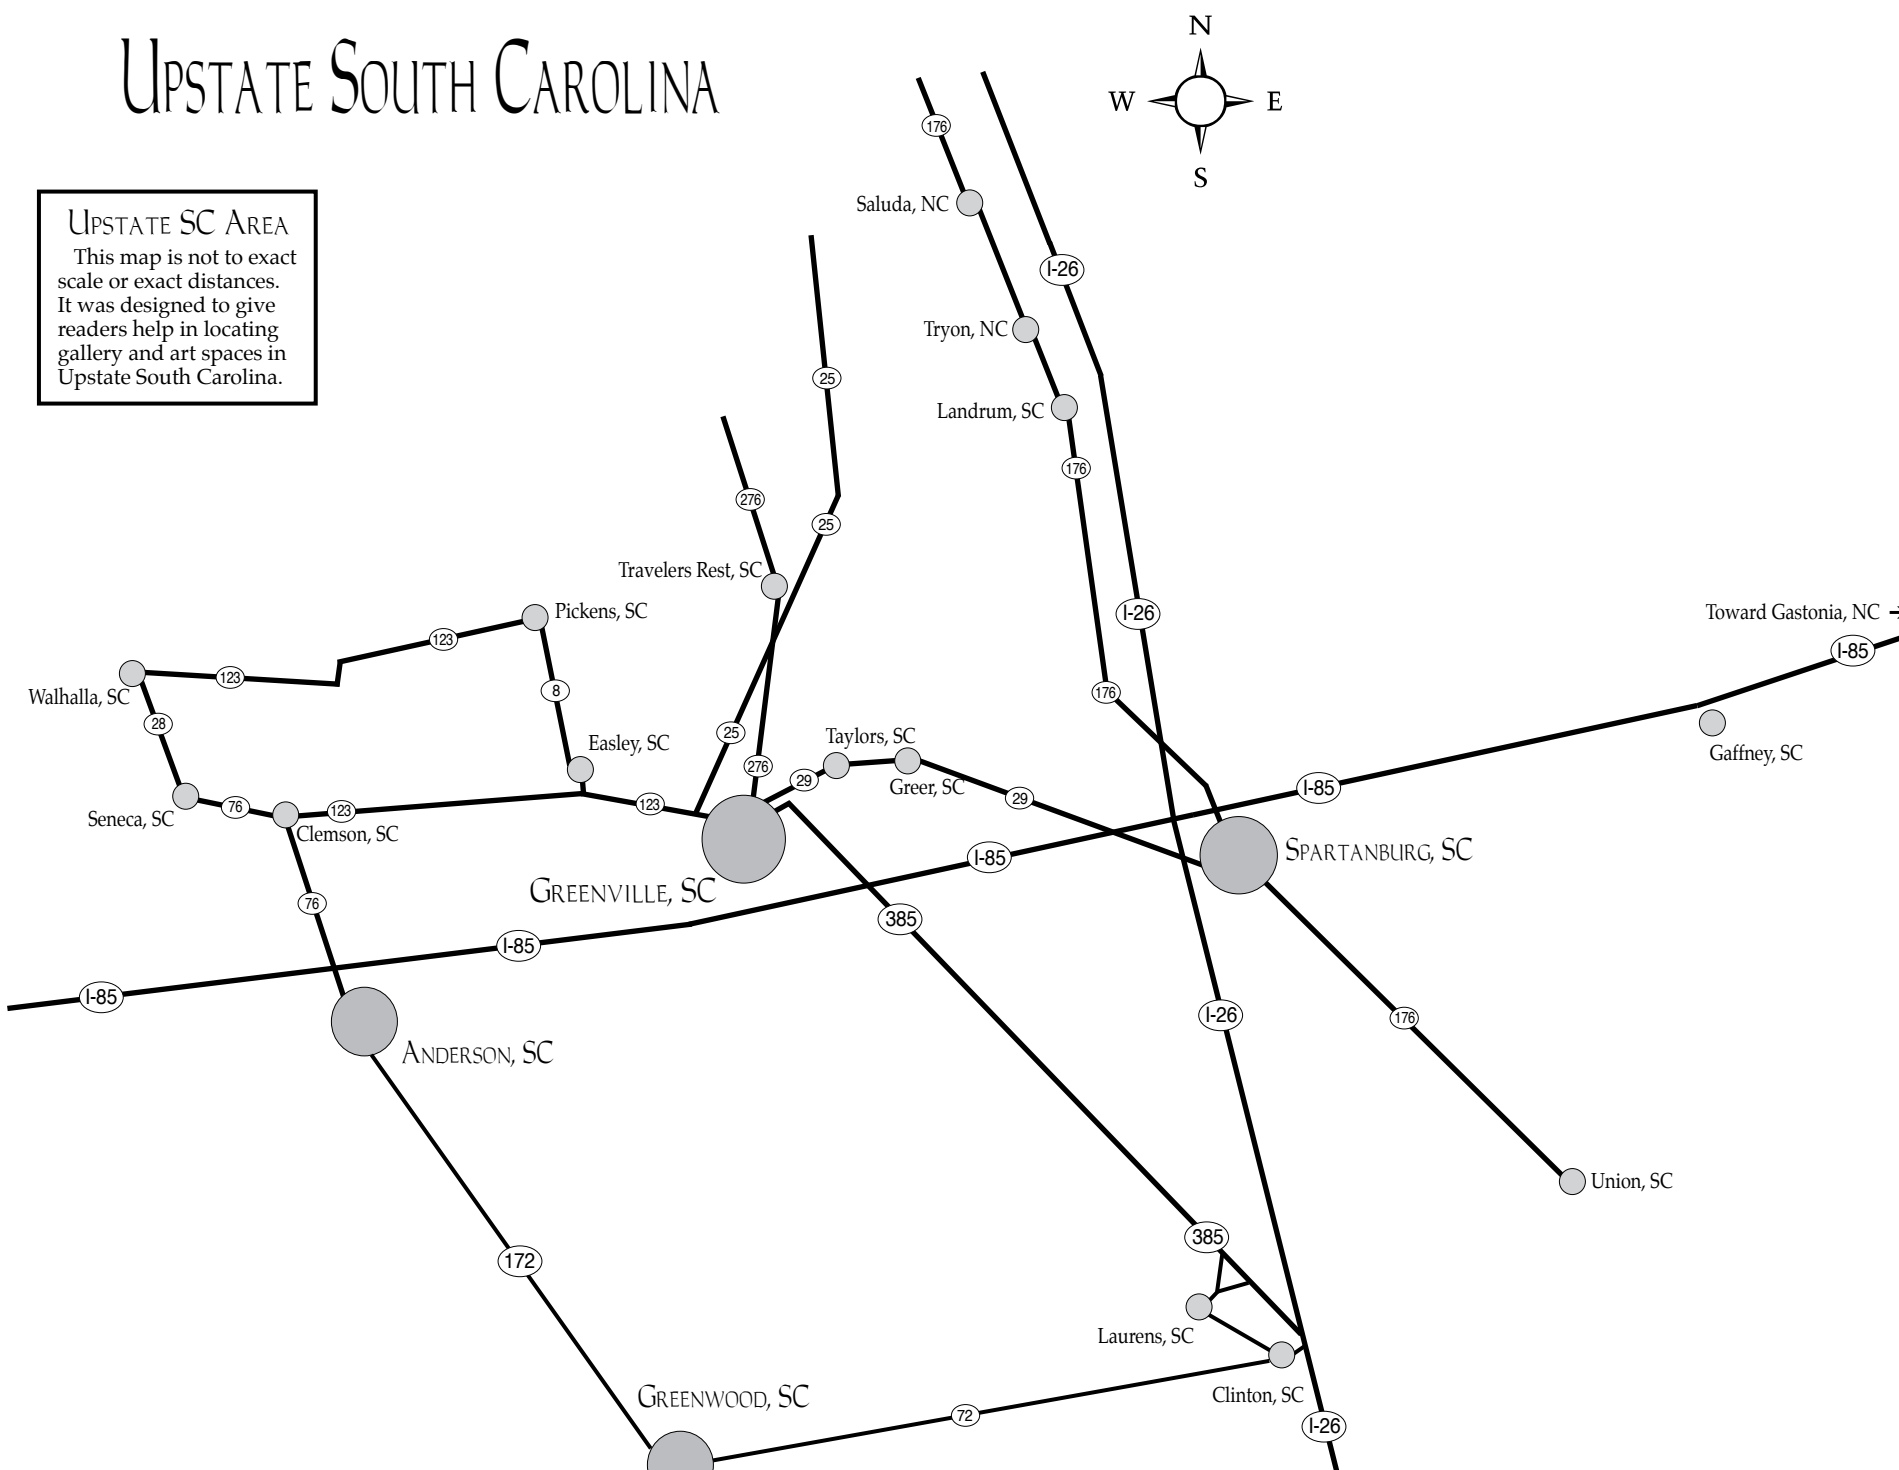 UPSTATE SOUTH CAROLINA
N
W E
S
UPSTATE SC AREA
This map is not to exact
scale or exact distances.
It was designed to give
readers help in locating
gallery and art spaces in
Upstate South Carolina.
176
Saluda, NC
I-26
Tryon, NC
25
Landrum, SC
176
276
25
Travelers Rest, SC
Pickens, SC
I-26
Toward Gastonia, NC →
123
I-85
123
Walhalla, SC
8
176
28
25
Easley, SC
Taylors, SC
Gaffney, SC
276
29
Greer, SC
I-85
29
Seneca, SC
76
123
123
Clemson, SC
SPARTANBURG, SC
I-85
GREENVILLE, SC
76
385
I-85
I-85
I-26
176
ANDERSON, SC
Union, SC
385
172
Laurens, SC
GREENWOOD, SC
Clinton, SC
72
I-26